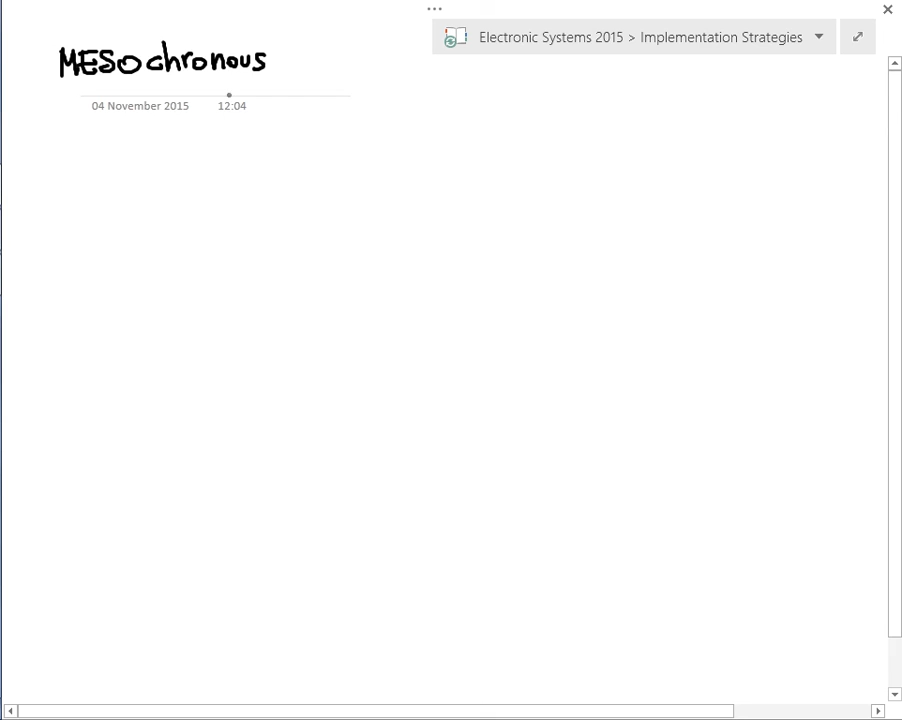 Electronic Systems 2015 > Implementation Strategies
MESochronous
04 November 2015 12:04